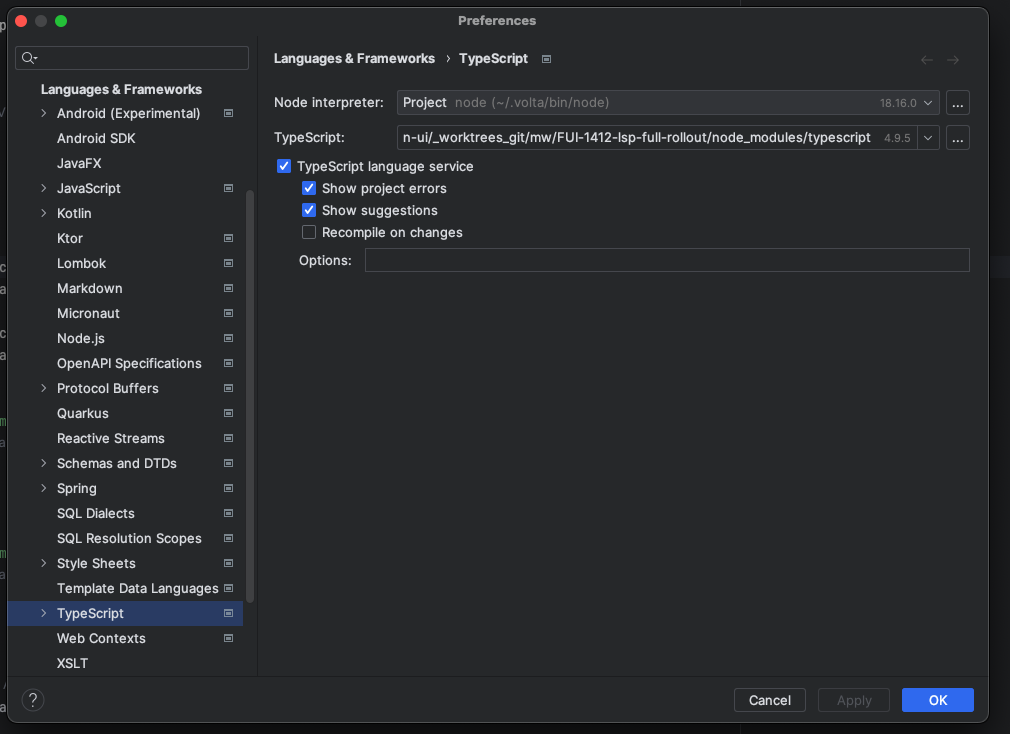 Preferences
Languages & Frameworks
Android (Experimental)
Android SDK
JavaFX
JavaScript
Kotlin
Ktor
Lombok
Markdown
Micronaut
Node.js
OpenAPI Specifications
Protocol Buffers
Quarkus
Reactive Streams
Schemas and DTDs
Spring
SQL Dialects
SQL Resolution Scopes
Style Sheets
Template Data Languages
TypeScript
Web Contexts
XSLT
Languages & Frameworks › TypeScript
Node interpreter: Project node (~/.volta/bin/node) 18.16.0 ...
TypeScript: n-ui/_worktrees_git/mw/FUI-1412-lsp-full-rollout/node_modules/typescript 4.9.5 ...
TypeScript language service
Show project errors
Show suggestions
Recompile on changes
Options:
? Cancel Apply OK